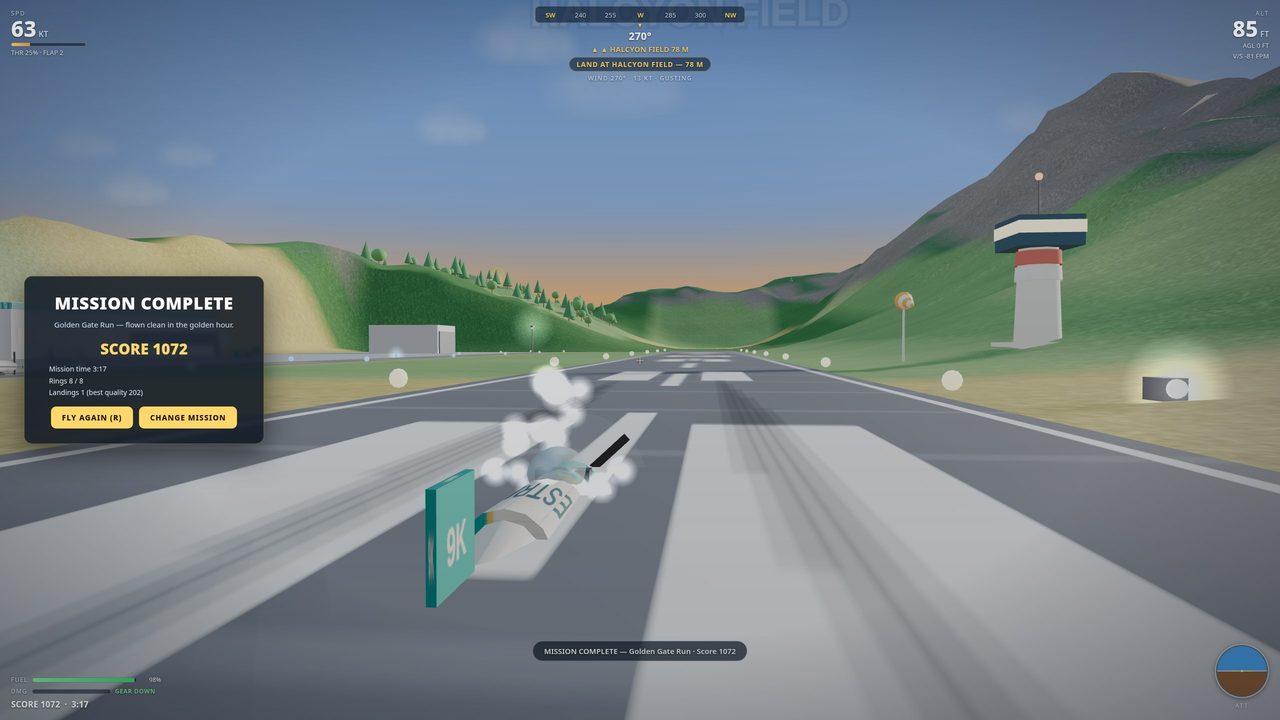 HALCYON FIELD
SPD
63 KT
THR 25% · FLAP 2
SW 240 255 W 285 300 NW
270°
▲ ▲ HALCYON FIELD 78 M
LAND AT HALCYON FIELD — 78 M
WIND 270° · 13 KT · GUSTING
ALT
85 FT
AGL 0 FT
V/S -81 FPM
MISSION COMPLETE
Golden Gate Run — flown clean in the golden hour.
SCORE 1072
Mission time 3:17
Rings 8 / 8
Landings 1 (best quality 202)
FLY AGAIN (R)
CHANGE MISSION
9K
MISSION COMPLETE — Golden Gate Run · Score 1072
FUEL 98%
DMG GEAR DOWN
SCORE 1072 · 3:17
ATT